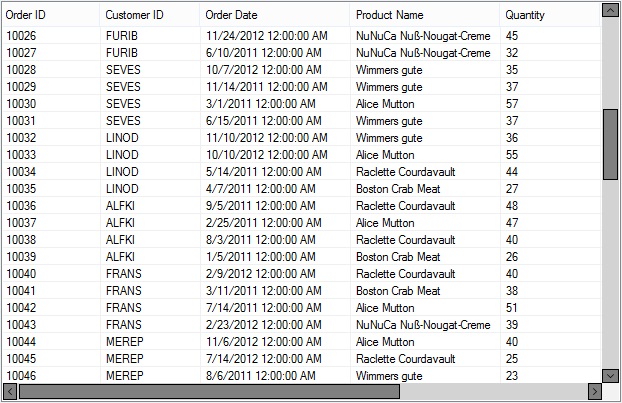 Order ID Customer ID Order Date Product Name Quantity
10026 FURIB 11/24/2012 12:00:00 AM NuNuCa Nuß-Nougat-Creme 45
10027 FURIB 6/10/2011 12:00:00 AM NuNuCa Nuß-Nougat-Creme 32
10028 SEVES 10/7/2012 12:00:00 AM Wimmers gute 35
10029 SEVES 11/14/2011 12:00:00 AM Wimmers gute 37
10030 SEVES 3/1/2011 12:00:00 AM Alice Mutton 57
10031 SEVES 6/15/2011 12:00:00 AM Wimmers gute 37
10032 LINOD 11/10/2012 12:00:00 AM Wimmers gute 36
10033 LINOD 10/10/2012 12:00:00 AM Alice Mutton 55
10034 LINOD 5/14/2011 12:00:00 AM Raclette Courdavault 44
10035 LINOD 4/7/2011 12:00:00 AM Boston Crab Meat 27
10036 ALFKI 9/5/2011 12:00:00 AM Raclette Courdavault 48
10037 ALFKI 2/25/2011 12:00:00 AM Alice Mutton 47
10038 ALFKI 8/3/2011 12:00:00 AM Raclette Courdavault 40
10039 ALFKI 1/5/2011 12:00:00 AM Boston Crab Meat 26
10040 FRANS 2/9/2012 12:00:00 AM Raclette Courdavault 40
10041 FRANS 3/11/2011 12:00:00 AM Boston Crab Meat 38
10042 FRANS 7/14/2011 12:00:00 AM Alice Mutton 51
10043 FRANS 2/23/2012 12:00:00 AM NuNuCa Nuß-Nougat-Creme 39
10044 MEREP 11/6/2012 12:00:00 AM Alice Mutton 40
10045 MEREP 7/14/2012 12:00:00 AM Raclette Courdavault 25
10046 MEREP 8/6/2011 12:00:00 AM Wimmers gute 23